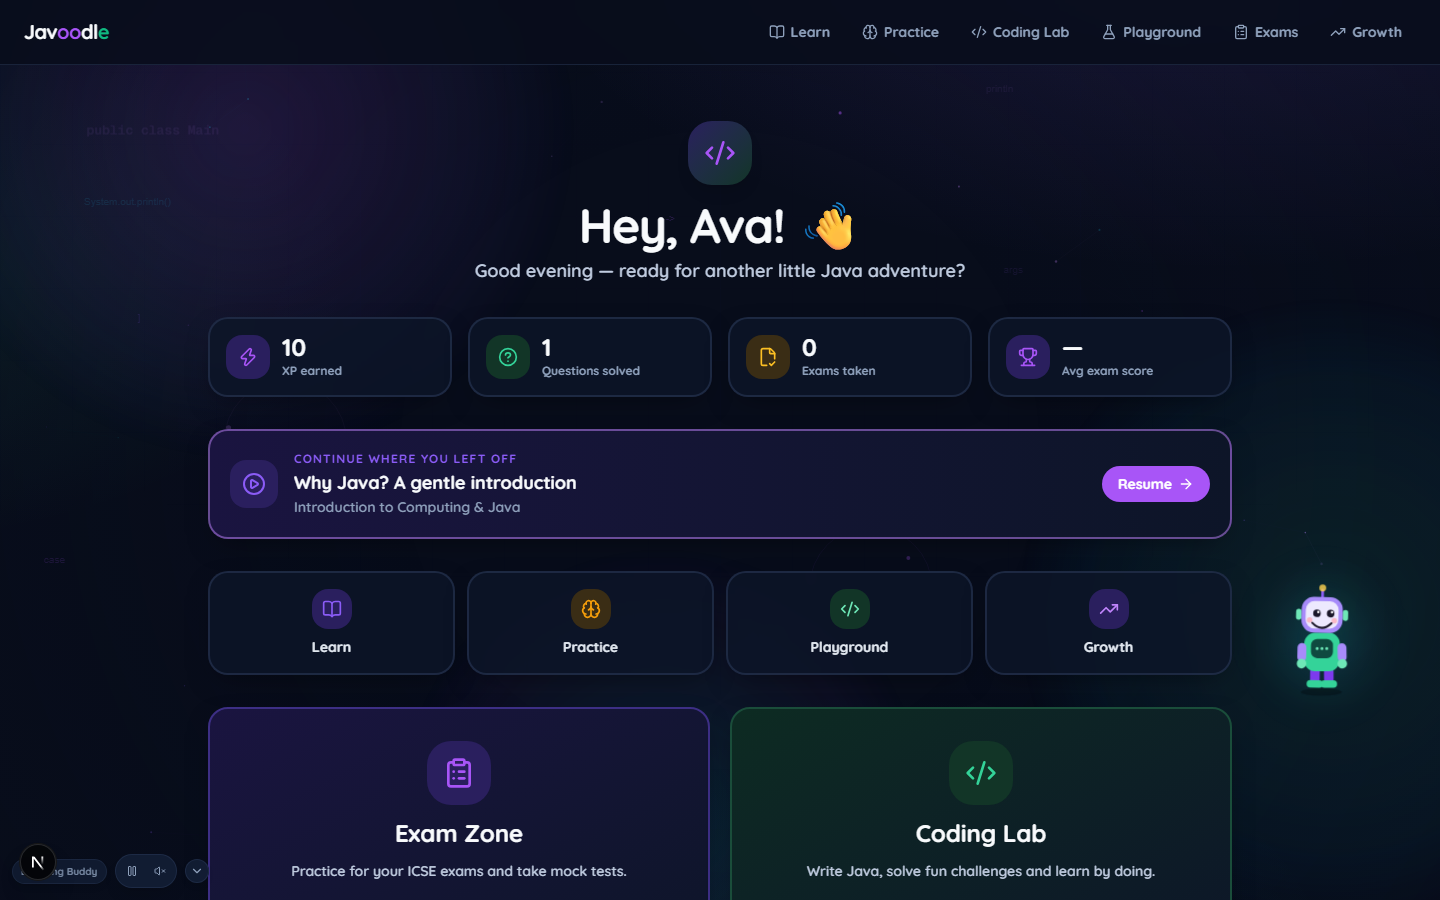 Javoodle
Learn
Practice
Coding Lab
Playground
Exams
Growth
println
public class Main
System.out.println()
Hey, Ava!
Good evening — ready for another little Java adventure?
args
10
XP earned
1
Questions solved
0
Exams taken
—
Avg exam score
CONTINUE WHERE YOU LEFT OFF
Why Java? A gentle introduction
Introduction to Computing & Java
Resume
class
Learn
Practice
Playground
Growth
Exam Zone
Practice for your ICSE exams and take mock tests.
Coding Lab
Write Java, solve fun challenges and learn by doing.
N
Buddy